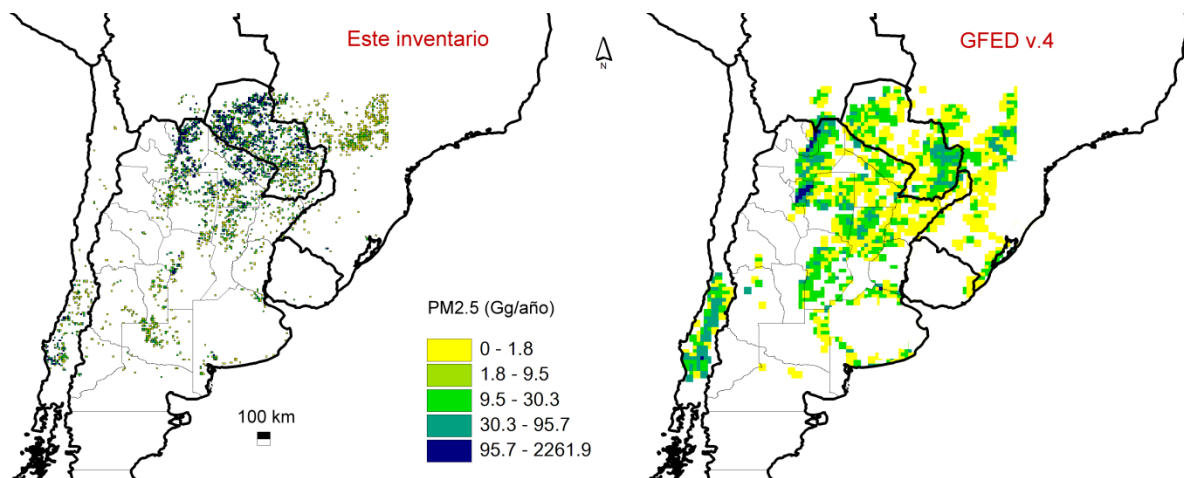 Este inventario
N
GFED v.4
PM2.5 (Gg/año)
0 - 1.8
1.8 - 9.5
9.5 - 30.3
30.3 - 95.7
95.7 - 2261.9
100 km